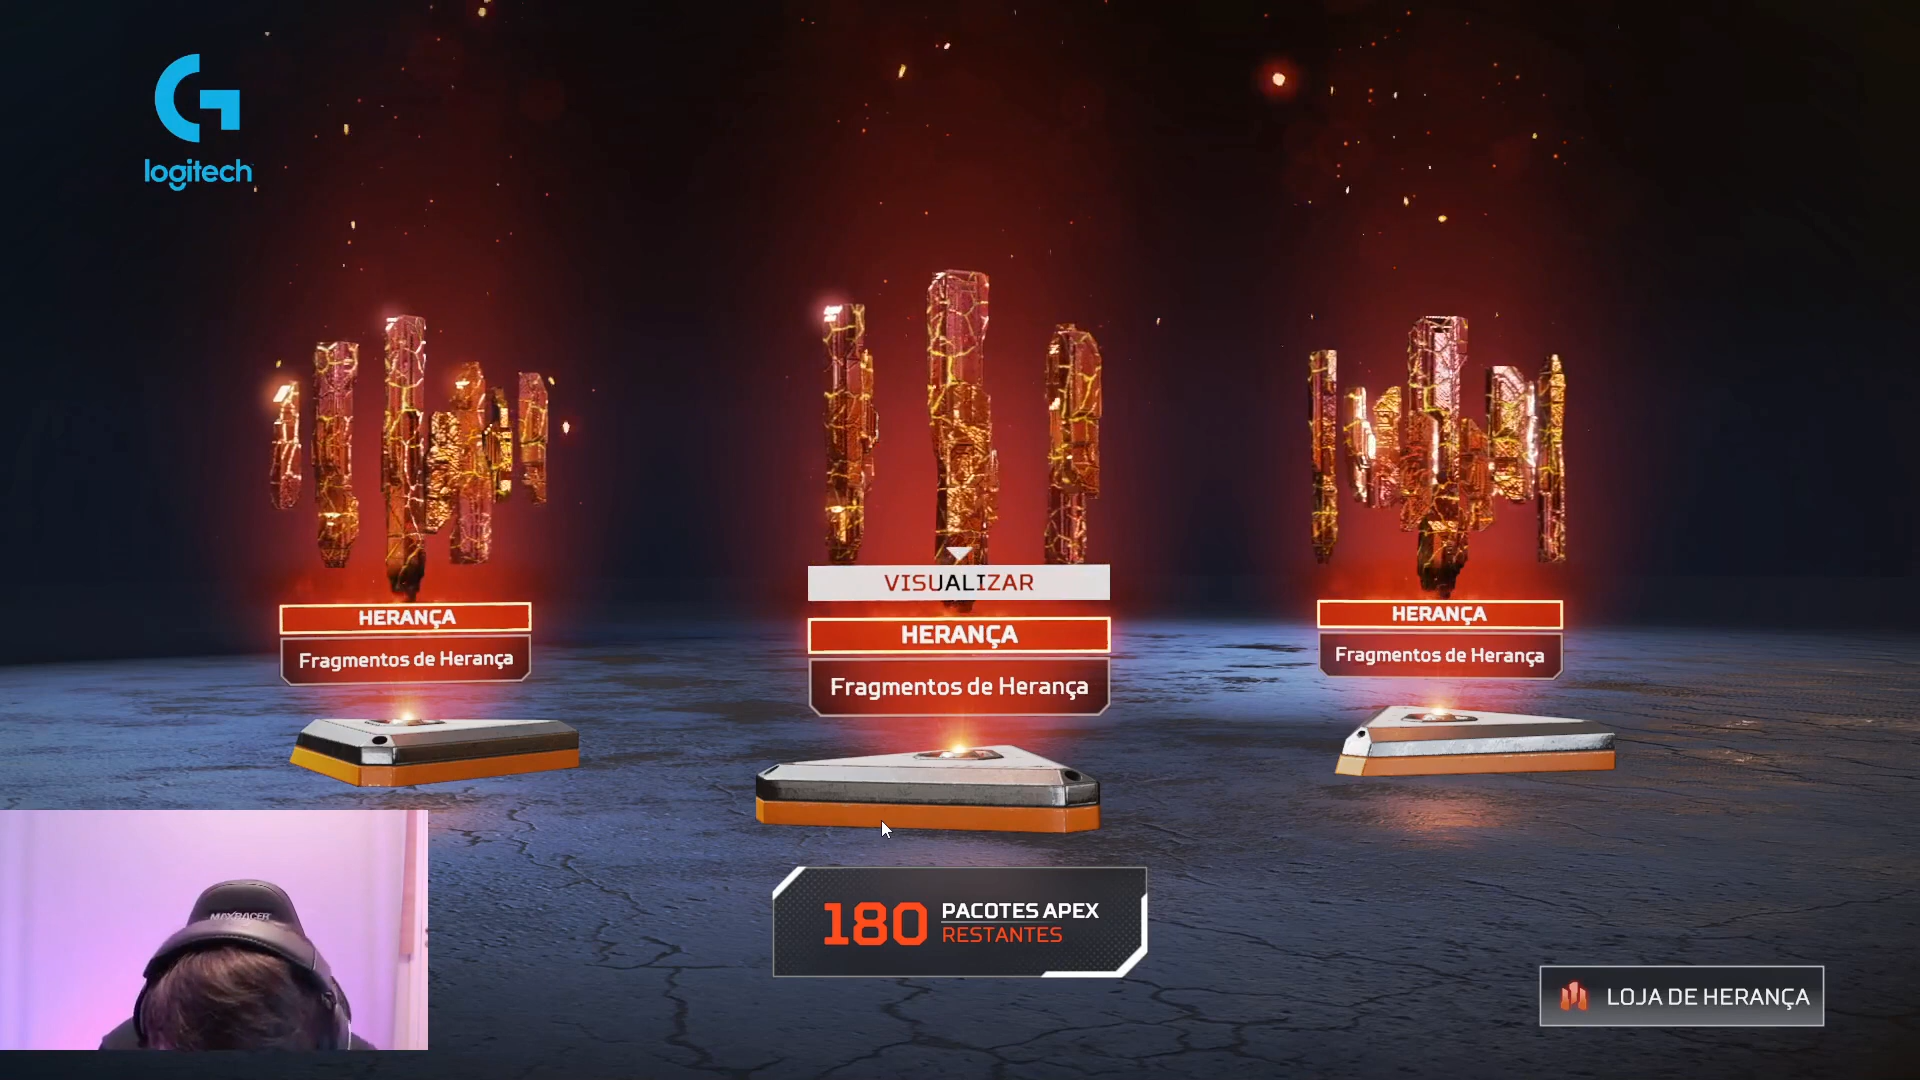 logitech
VISUALIZAR
HERANÇA
Fragmentos de Herança
HERANÇA
Fragmentos de Herança
HERANÇA
Fragmentos de Herança
180 PACOTES APEX
RESTANTES
MAXRACER
LOJA DE HERANÇA